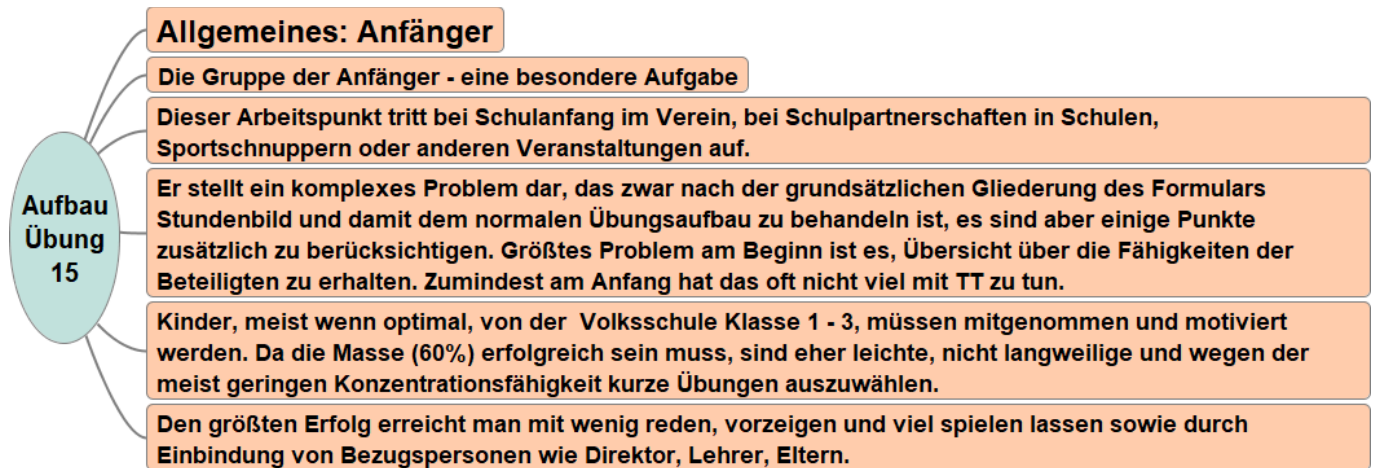 Allgemeines: Anfänger
Die Gruppe der Anfänger - eine besondere Aufgabe
Dieser Arbeitspunkt tritt bei Schulanfang im Verein, bei Schulpartnerschaften in Schulen,
Sportschnuppern oder anderen Veranstaltungen auf.
Er stellt ein komplexes Problem dar, das zwar nach der grundsätzlichen Gliederung des Formulars
Stundenbild und damit dem normalen Übungsaufbau zu behandeln ist, es sind aber einige Punkte
zusätzlich zu berücksichtigen. Größtes Problem am Beginn ist es, Übersicht über die Fähigkeiten der
Beteiligten zu erhalten. Zumindest am Anfang hat das oft nicht viel mit TT zu tun.
Aufbau
Übung
15
Kinder, meist wenn optimal, von der Volksschule Klasse 1 - 3, müssen mitgenommen und motiviert
werden. Da die Masse (60%) erfolgreich sein muss, sind eher leichte, nicht langweilige und wegen der
meist geringen Konzentrationsfähigkeit kurze Übungen auszuwählen.
Den größten Erfolg erreicht man mit wenig reden, vorzeigen und viel spielen lassen sowie durch
Einbindung von Bezugspersonen wie Direktor, Lehrer, Eltern.